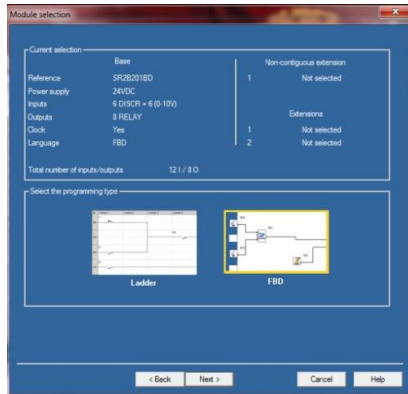 Module selection
Current selection
Base
Reference SR2B201BD
Power supply 24VDC
Inputs 6 DISCR + 6 (0-10V)
Outputs 8 RELAY
Clock Yes
Language FBD
Non-contiguous extension
1 Not selected
Extensions
1 Not selected
2 Not selected
Total number of inputs/outputs 12 I / 8 O
Select the programming type
Ladder
FBD
< Back
Next >
Cancel
Help